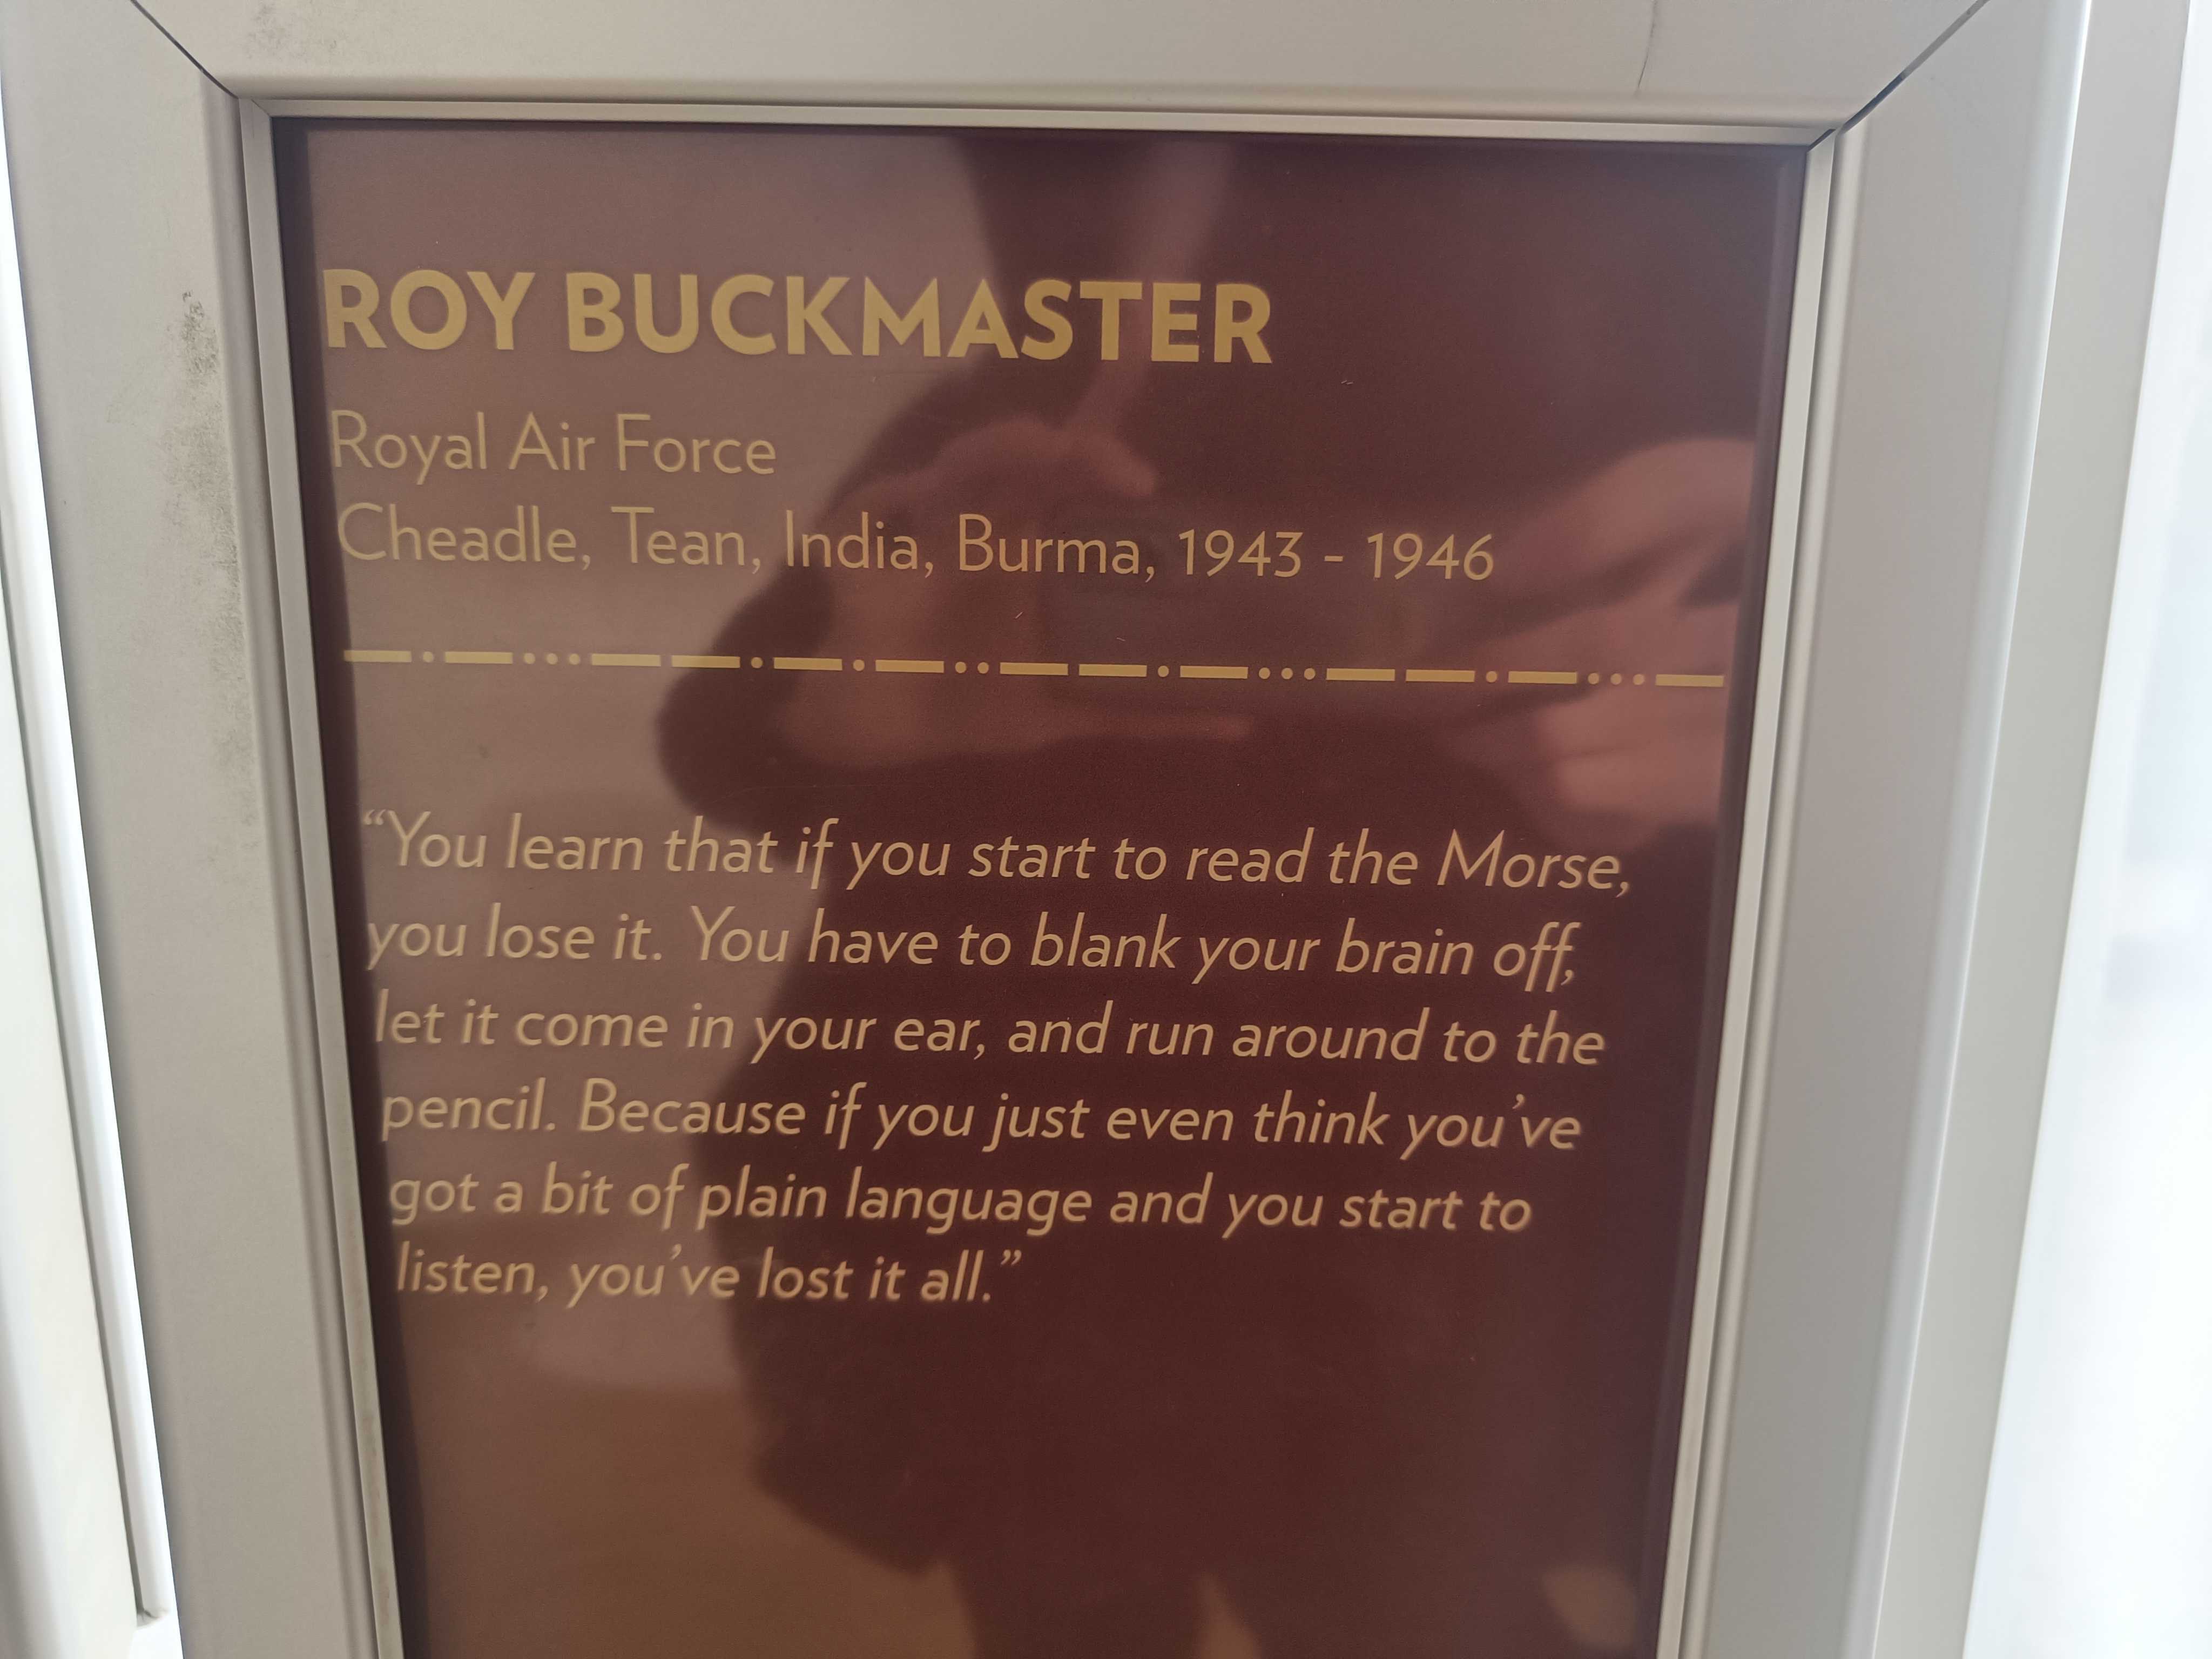 ROY BUCKMASTER
Royal Air Force
Cheadle, Tean, India, Burma, 1943 - 1946
“You learn that if you start to read the Morse,
you lose it. You have to blank your brain off,
let it come in your ear, and run around to the
pencil. Because if you just even think you’ve
got a bit of plain language and you start to
listen, you’ve lost it all.”